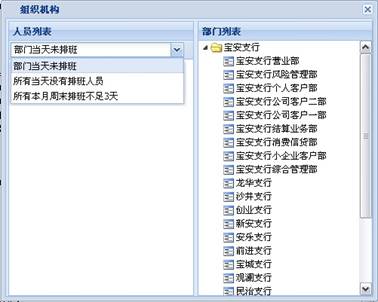 组织机构
人员列表
部门当天未排班
部门当天未排班
所有当天没有排班人员
所有本月周末排班不足3天
部门列表
宝安支行
宝安支行营业部
宝安支行风险管理部
宝安支行个人客户部
宝安支行公司客户一部
宝安支行公司客户二部
宝安支行结算业务部
宝安支行消费信贷部
宝安支行小企业客户部
宝安支行综合管理部
龙华支行
沙井支行
创业支行
新安支行
安乐支行
前进支行
宝城支行
观澜支行
民治支行